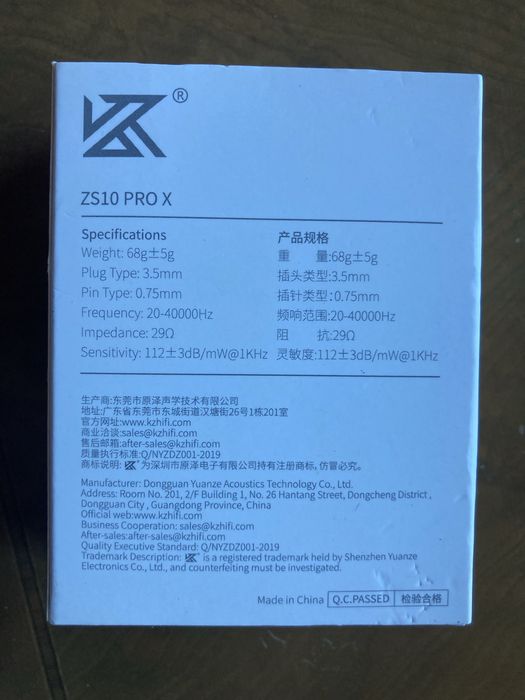 KZ®
ZS10 PRO X
Specifications
Weight: 68g±5g
Plug Type: 3.5mm
Pin Type: 0.75mm
Frequency: 20-40000Hz
Impedance: 29Ω
Sensitivity: 112±3dB/mW@1KHz
产品规格
重 量:68g±5g
插头类型:3.5mm
插针类型:0.75mm
频响范围:20-40000Hz
阻 抗:29Ω
灵敏度:112±3dB/mW@1KHz
生产商:东莞市原泽声学技术有限公司
地址:广东省东莞市东城街道汉塘街26号1栋201室
官方网址:www.kzhifi.com
商业洽谈:sales@kzhifi.com
售后邮箱:after-sales@kzhifi.com
质量执行标准: Q/NYZDZ001-2019
商标说明: KZ®为深圳市原泽电子有限公司持有注册商标，仿冒必究。
Manufacturer: Dongguan Yuanze Acoustics Technology Co., Ltd.
Address: Room No. 201, 2/F Building 1, No. 26 Hantang Street, Dongcheng District ,
Dongguan City , Guangdong Province, China
Official web:www.kzhifi.com
Business Cooperation: sales@kzhifi.com
After-sales:after-sales@kzhifi.com
Quality Executive Standard: Q/NYZDZ001-2019
Trademark Description: KZ® is a registered trademark held by Shenzhen Yuanze
Electronics Co., Ltd., and counterfeiting must be investigated.
Made in China Q.C.PASSED 检验合格